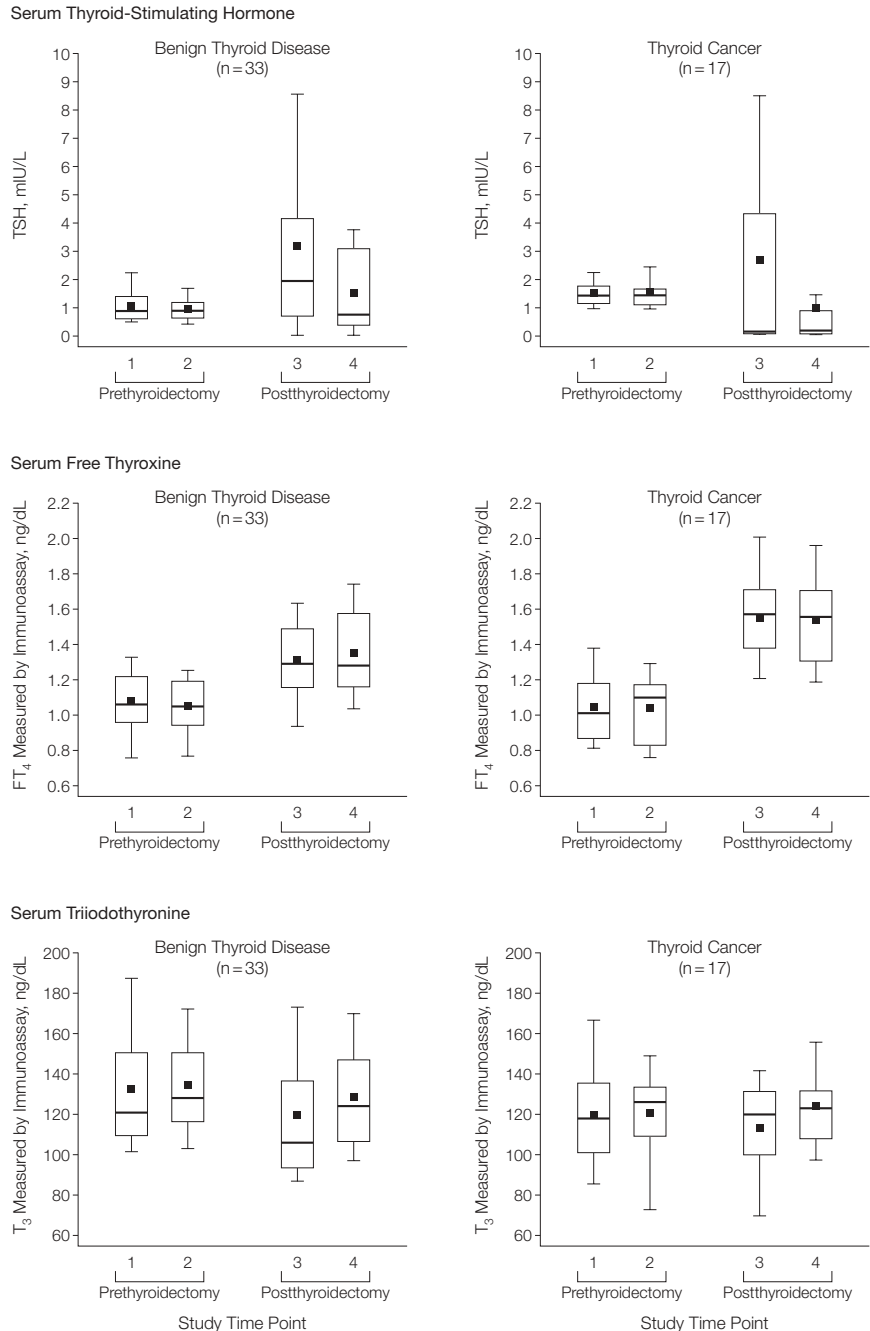 Serum Thyroid-Stimulating Hormone
Benign Thyroid Disease
(n=33)
TSH, mIU/L
10
9
8
7
6
5
4
3
2
1
0
1 2 3 4
Prethyroidectomy Postthyroidectomy
Thyroid Cancer
(n=17)
TSH, mIU/L
10
9
8
7
6
5
4
3
2
1
0
1 2 3 4
Prethyroidectomy Postthyroidectomy
Serum Free Thyroxine
Benign Thyroid Disease
(n=33)
FT4 Measured by Immunoassay, ng/dL
2.2
2.0
1.8
1.6
1.4
1.2
1.0
0.8
0.6
1 2 3 4
Prethyroidectomy Postthyroidectomy
Thyroid Cancer
(n=17)
FT4 Measured by Immunoassay, ng/dL
2.2
2.0
1.8
1.6
1.4
1.2
1.0
0.8
0.6
1 2 3 4
Prethyroidectomy Postthyroidectomy
Serum Triiodothyronine
Benign Thyroid Disease
(n=33)
T3 Measured by Immunoassay, ng/dL
200
180
160
140
120
100
80
60
1 2 3 4
Prethyroidectomy Postthyroidectomy
Study Time Point
Thyroid Cancer
(n=17)
T3 Measured by Immunoassay, ng/dL
200
180
160
140
120
100
80
60
1 2 3 4
Prethyroidectomy Postthyroidectomy
Study Time Point